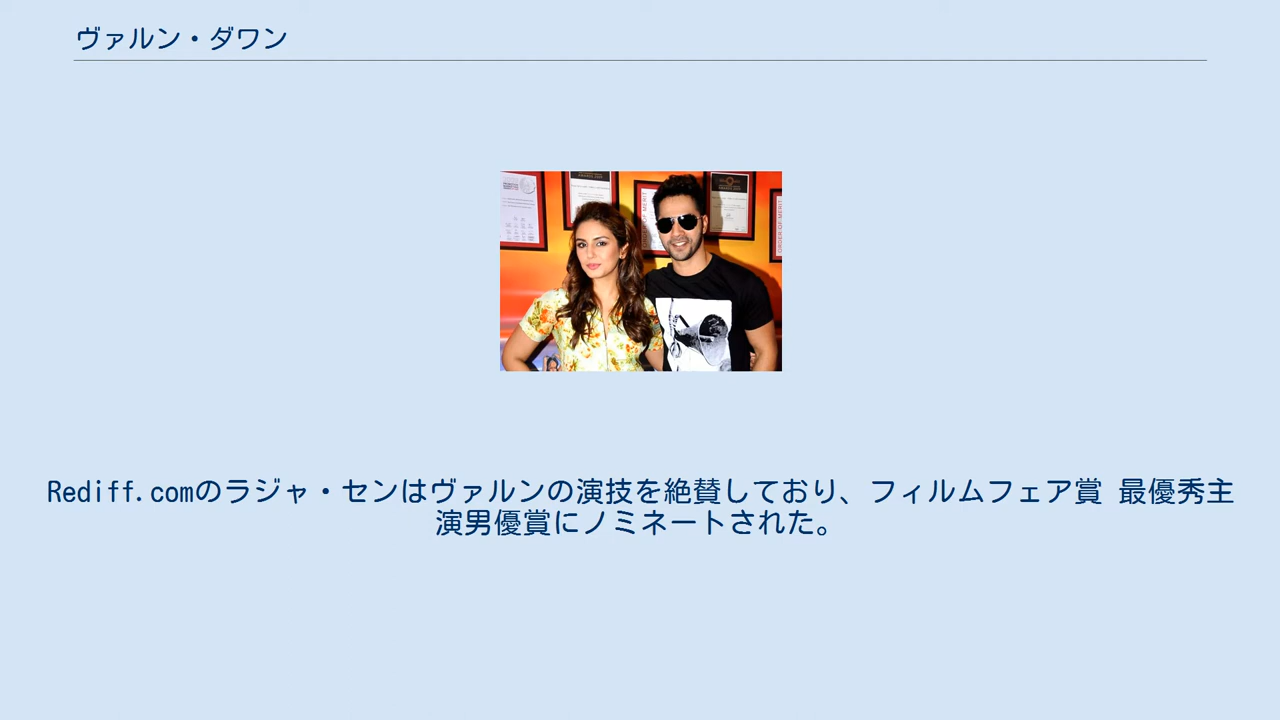 ヴァルン・ダワン
ORDER OF MERIT
Rediff.comのラジャ・センはヴァルンの演技を絶賛しており、フィルムフェア賞 最優秀主
演男優賞にノミネートされた。